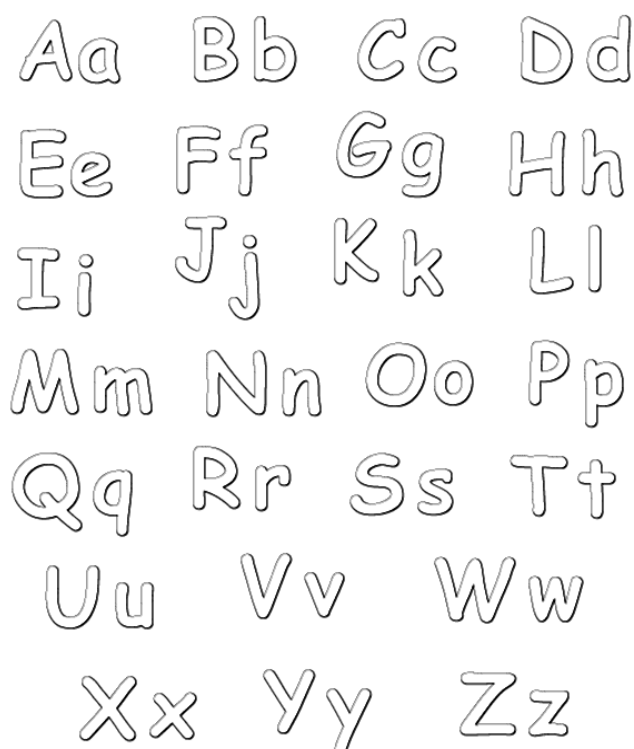 Aa Bb Cc Dd
Ee Ff Gg Hh
Ii Jj Kk Ll
Mm Nn Oo Pp
Qq Rr Ss Tt
Uu Vv Ww
Xx Yy Zz